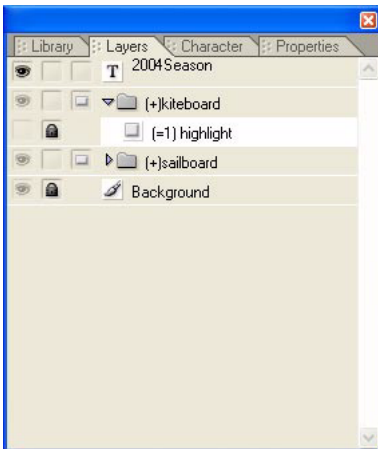 Library Layers Character Properties
T 2004Season
(+)kiteboard
(=1) highlight
(+)sailboard
Background